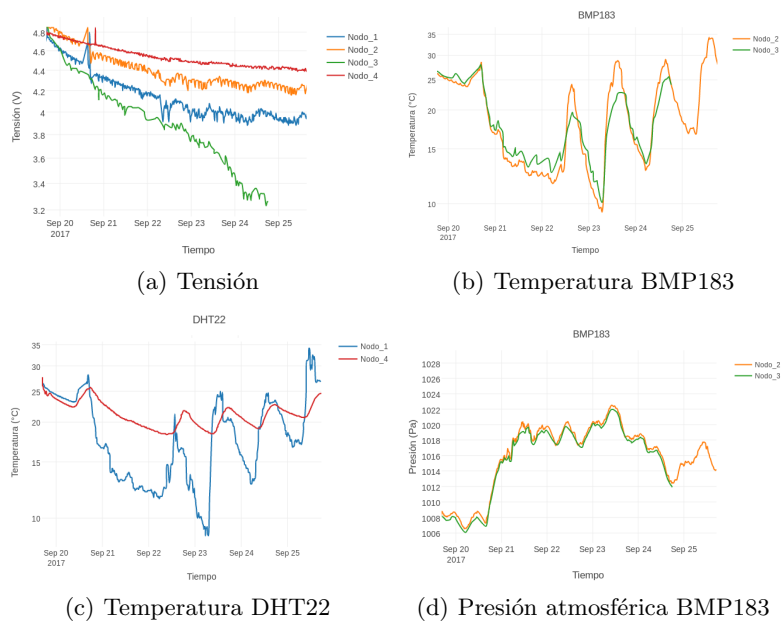 4.8
4.6
4.4
4.2
4
3.8
3.6
3.4
3.2
Tensión (V)
Sep 20
2017
Sep 21
Sep 22
Sep 23
Sep 24
Sep 25
Tiempo
Nodo_1
Nodo_2
Nodo_3
Nodo_4
(a) Tensión
BMP183
35
30
25
20
15
10
Temperatura (°C)
Sep 20
2017
Sep 21
Sep 22
Sep 23
Sep 24
Sep 25
Tiempo
Nodo_2
Nodo_3
(b) Temperatura BMP183
DHT22
35
30
25
20
15
10
Temperatura (°C)
Sep 20
2017
Sep 21
Sep 22
Sep 23
Sep 24
Sep 25
Tiempo
Nodo_1
Nodo_4
(c) Temperatura DHT22
BMP183
1028
1026
1024
1022
1020
1018
1016
1014
1012
1010
1008
1006
Presión (Pa)
Sep 20
2017
Sep 21
Sep 22
Sep 23
Sep 24
Sep 25
Tiempo
Nodo_2
Nodo_3
(d) Presión atmosférica BMP183